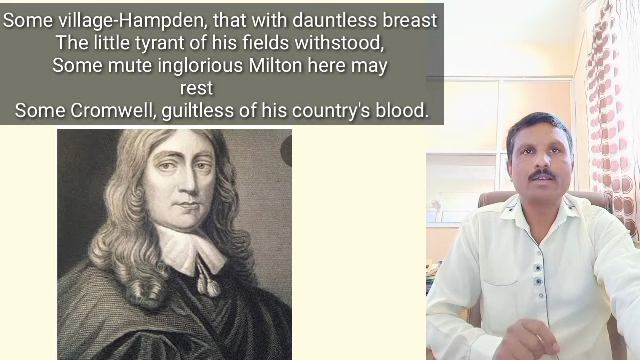 Some village-Hampden, that with dauntless breast
The little tyrant of his fields withstood,
Some mute inglorious Milton here may
rest
Some Cromwell, guiltless of his country's blood.